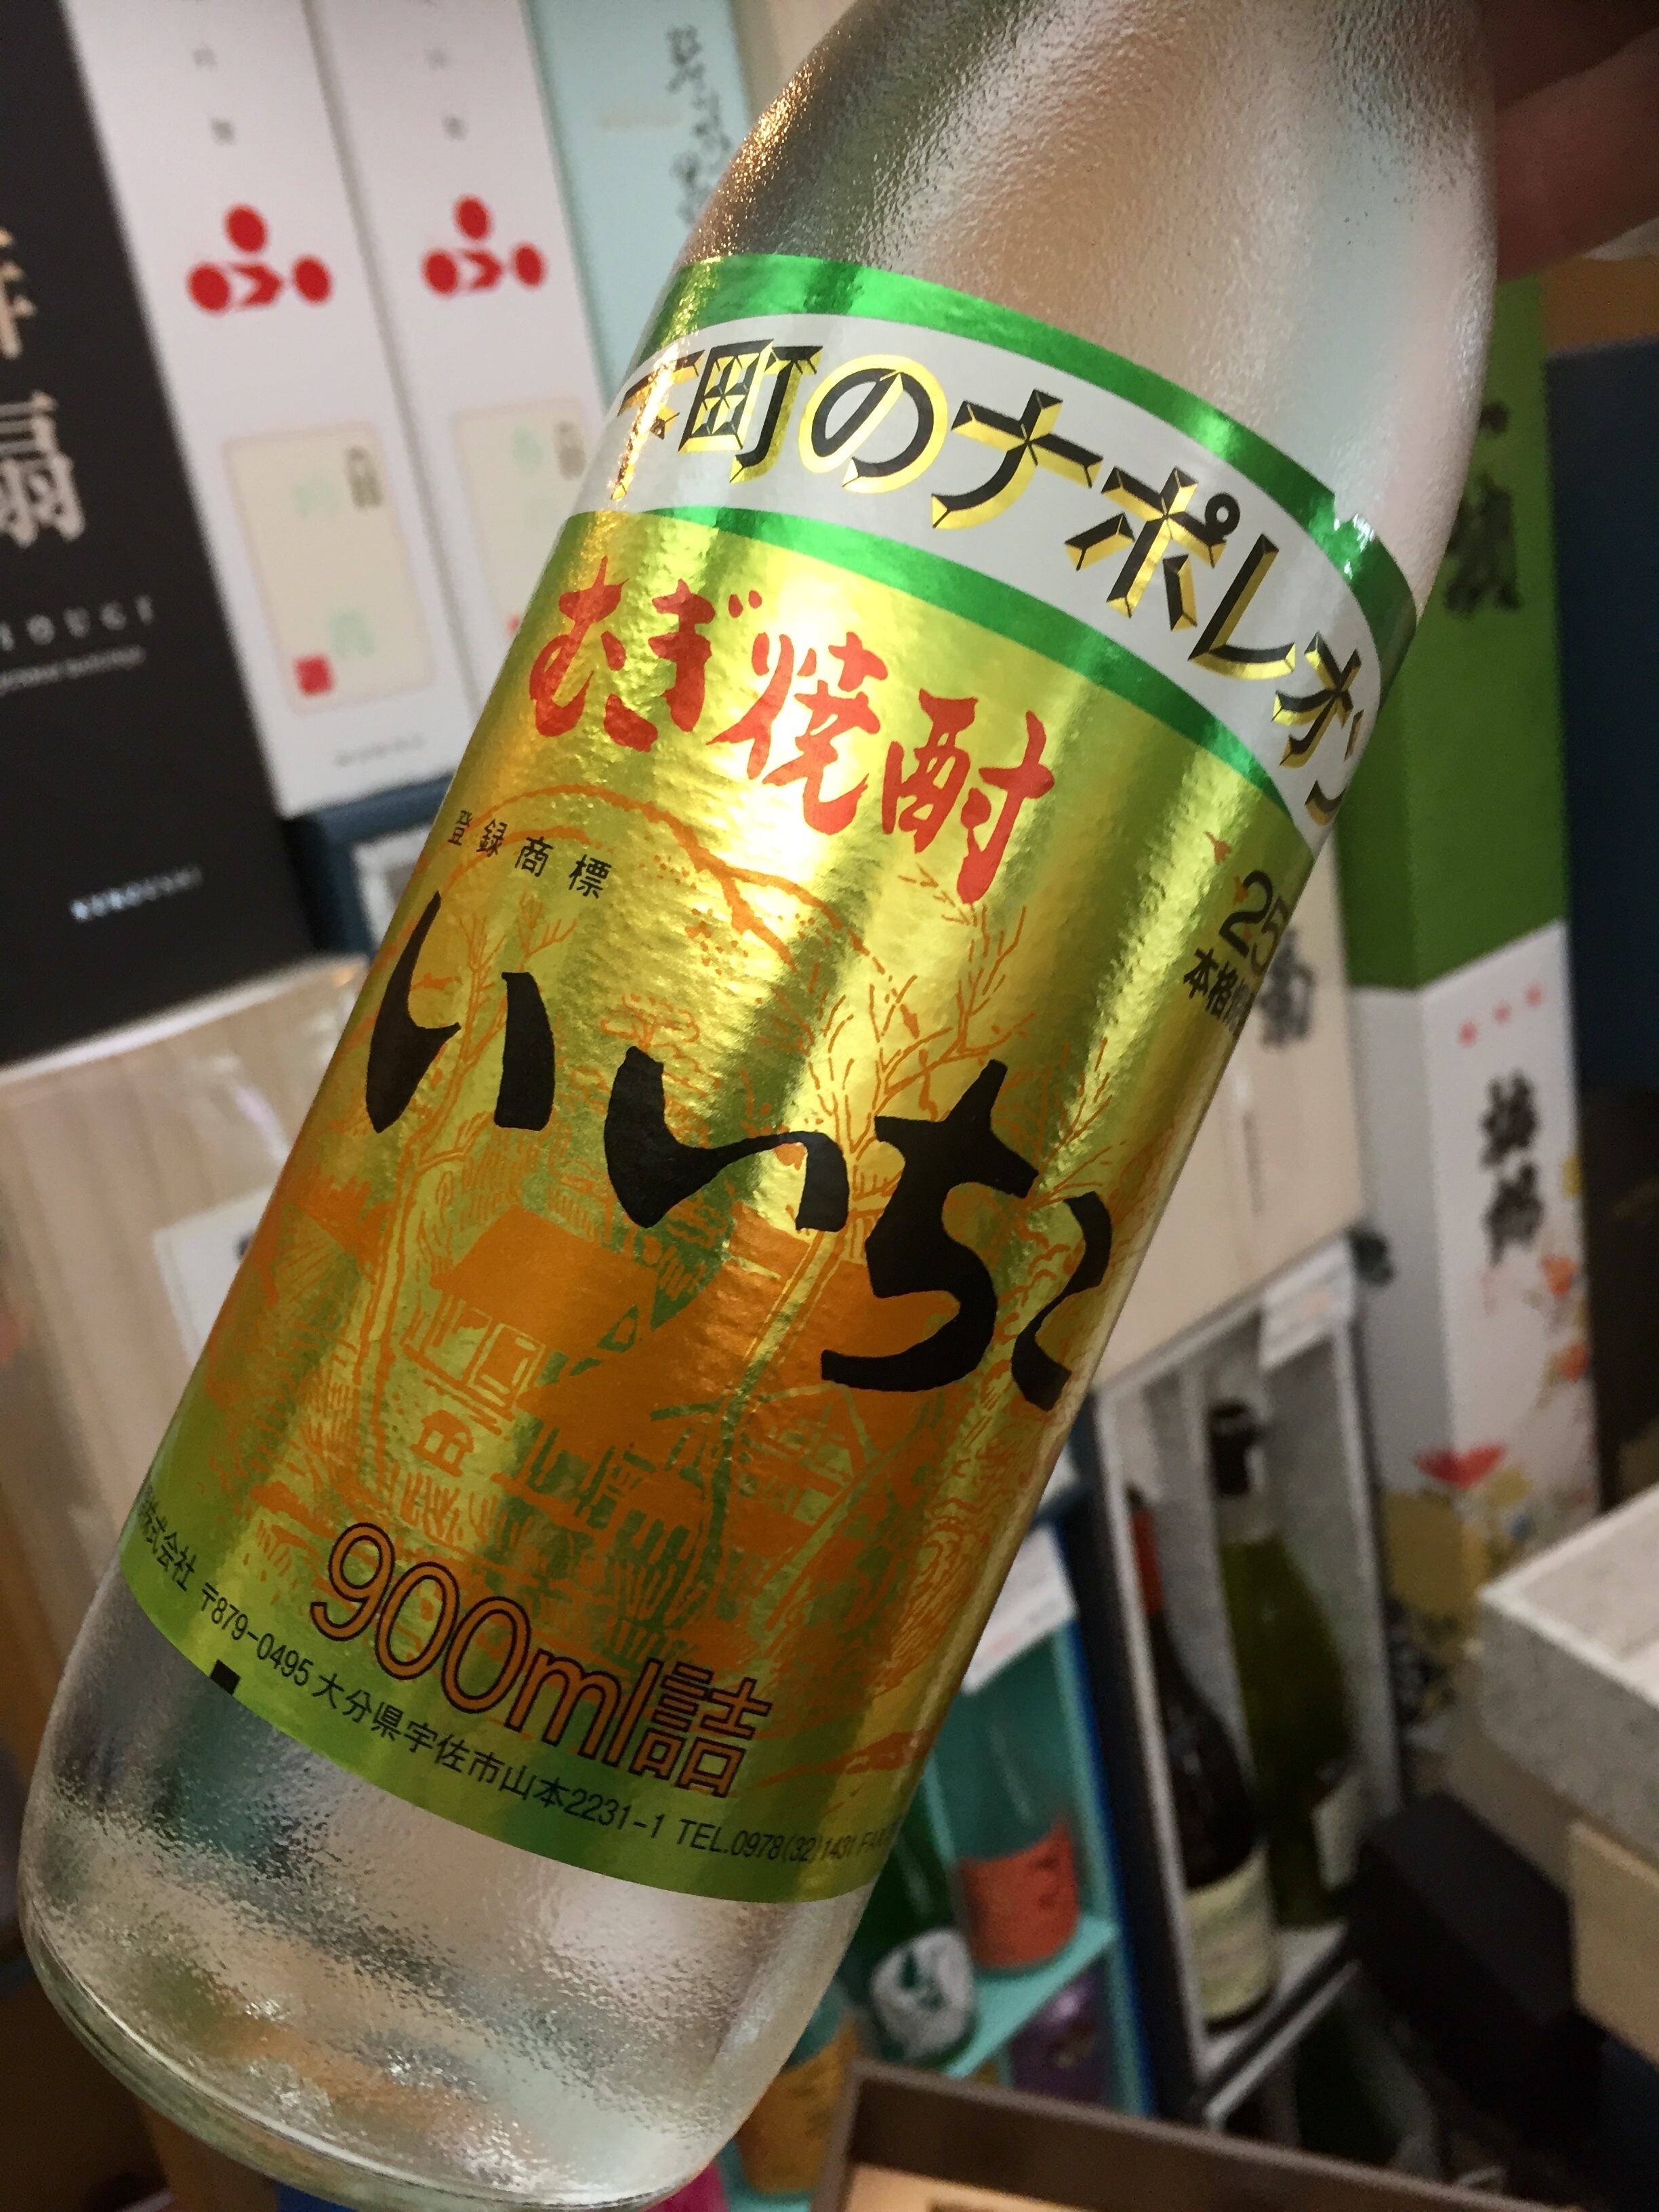 下町のナポレオン
むぎ焼酎
登録商標
25
本格焼
いいちこ
900ml詰
株式会社 〒879-0495 大分県宇佐市山本2231-1 TEL.0978(32)1431 FAX
扇